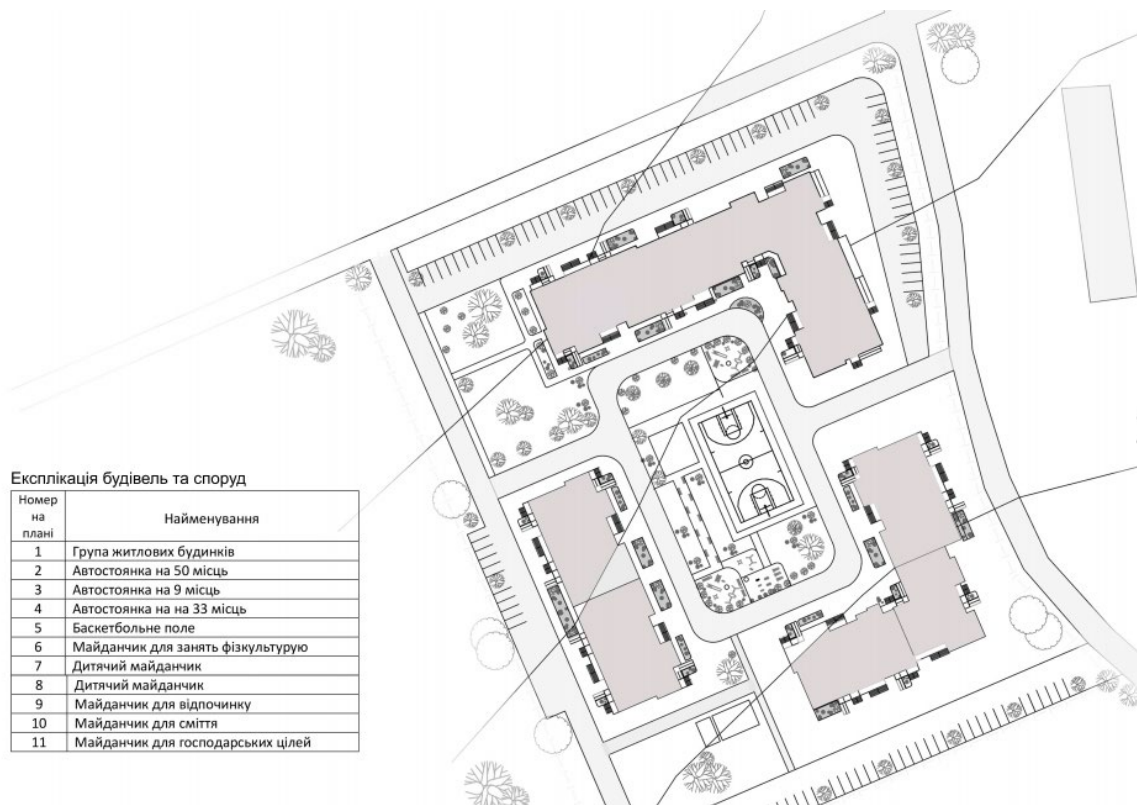 Експлікація будівель та споруд
Номер
на
плані
Найменування
1 Група житлових будинків
2 Автостоянка на 50 місць
3 Автостоянка на 9 місць
4 Автостоянка на на 33 місць
5 Баскетбольне поле
6 Майданчик для занять фізкультурую
7 Дитячий майданчик
8 Дитячий майданчик
9 Майданчик для відпочинку
10 Майданчик для сміття
11 Майданчик для господарських цілей